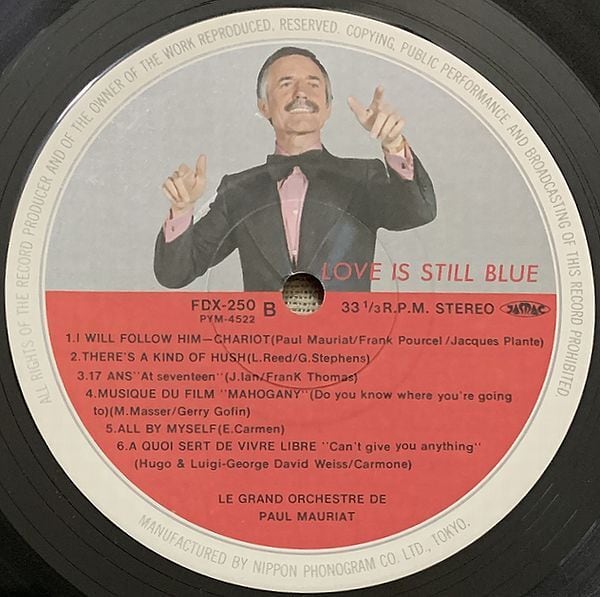 ALL RIGHTS OF THE RECORD PRODUCER AND OF THE OWNER OF THE WORK REPRODUCED, RESERVED. COPYING, PUBLIC PERFORMANCE AND BROADCASTING OF THIS RECORD PROHIBITED.
LOVE IS STILL BLUE
FDX-250 B 33 1/3 R.P.M. STEREO JASRAC
PYM-4522
1.I WILL FOLLOW HIM—CHARIOT(Paul Mauriat/Frank Pourcel/Jacques Plante)
2.THERE'S A KIND OF HUSH(L.Reed/G.Stephens)
3.17 ANS"At seventeen"(J.Ian/FranK Thomas)
4.MUSIQUE DU FILM "MAHOGANY"(Do you know where you're going
to)(M.Masser/Gerry Gofin)
5.ALL BY MYSELF(E.Carmen)
6.A QUOI SERT DE VIVRE LIBRE "Can't give you anything"
(Hugo & Luigi-George David Weiss/Carmone)
LE GRAND ORCHESTRE DE
PAUL MAURIAT
MANUFACTURED BY NIPPON PHONOGRAM CO. LTD., TOKYO.